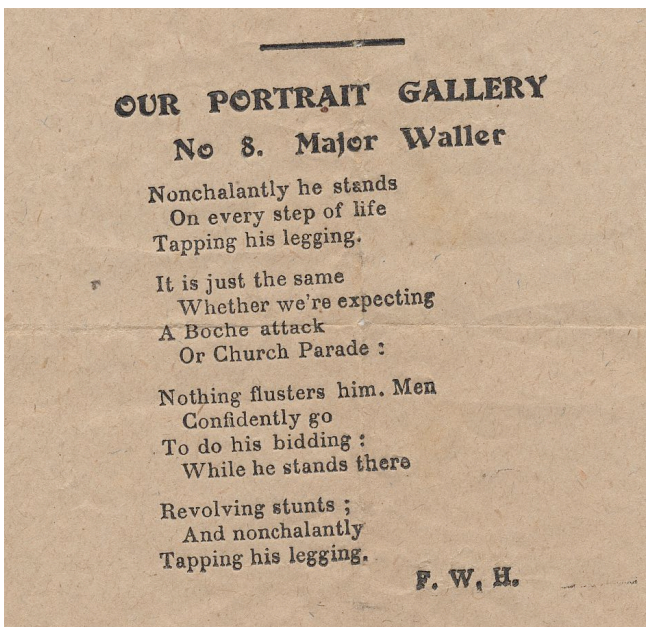 OUR PORTRAIT GALLERY
No 8. Major Waller
Nonchalantly he stands
On every step of life
Tapping his legging.
It is just the same
Whether we're expecting
A Boche attack
Or Church Parade :
Nothing flusters him. Men
Confidently go
To do his bidding :
While he stands there
Revolving stunts ;
And nonchalantly
Tapping his legging.
F. W. H.